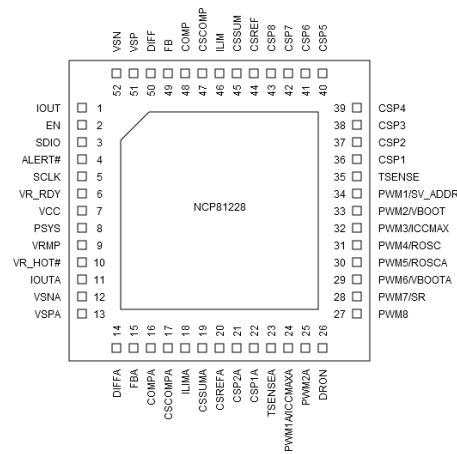 VSN
VSP
DIFF
FB
COMP
CSCOMP
ILIM
CSSUM
CSREF
CSP8
CSP7
CSP6
CSP5
52
51
50
49
48
47
46
45
44
43
42
41
40
IOUT 1
EN 2
SDIO 3
ALERT# 4
SCLK 5
VR_RDY 6
VCC 7
PSYS 8
VRMP 9
VR_HOT# 10
IOUTA 11
VSNA 12
VSPA 13
NCP81228
39 CSP4
38 CSP3
37 CSP2
36 CSP1
35 TSENSE
34 PWM1/SV_ADDR
33 PWM2/VBOOT
32 PWM3/ICCMAX
31 PWM4/ROSC
30 PWM5/ROSCA
29 PWM6/VBOOTA
28 PWM7/SR
27 PWM8
14
15
16
17
18
19
20
21
22
23
24
25
26
DIFFA
FBA
COMPA
CSCOMPA
ILIMA
CSSUMA
CSREFA
CSP2A
CSP1A
TSENSEA
PWM1A/ICCMAXA
PWM2A
DRON